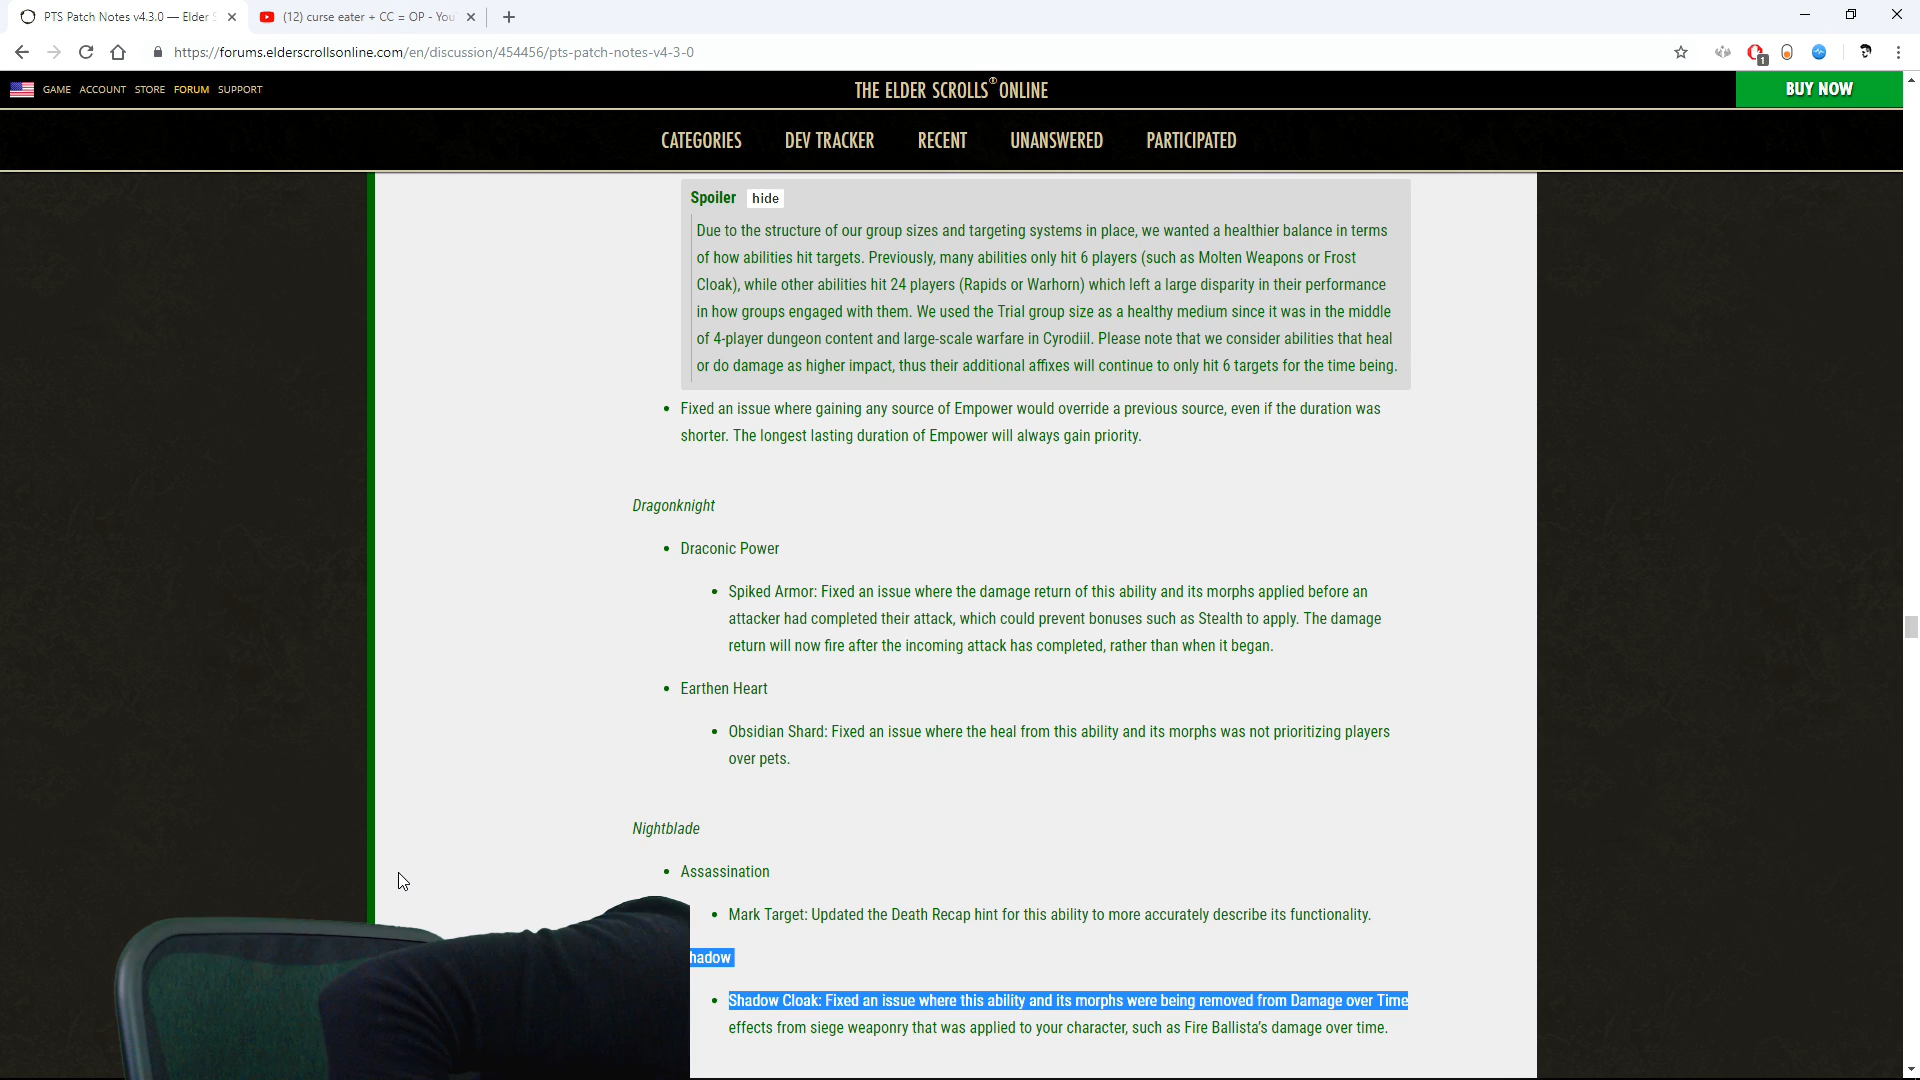 PTS Patch Notes v4.3.0 — Elder
(12) curse eater + CC = OP - You
https://forums.elderscrollsonline.com/en/discussion/454456/pts-patch-notes-v4-3-0
1
GAME ACCOUNT STORE FORUM SUPPORT
THE ELDER SCROLLS® ONLINE
BUY NOW
CATEGORIES DEV TRACKER RECENT UNANSWERED PARTICIPATED
Spoiler hide
Due to the structure of our group sizes and targeting systems in place, we wanted a healthier balance in terms
of how abilities hit targets. Previously, many abilities only hit 6 players (such as Molten Weapons or Frost
Cloak), while other abilities hit 24 players (Rapids or Warhorn) which left a large disparity in their performance
in how groups engaged with them. We used the Trial group size as a healthy medium since it was in the middle
of 4-player dungeon content and large-scale warfare in Cyrodiil. Please note that we consider abilities that heal
or do damage as higher impact, thus their additional affixes will continue to only hit 6 targets for the time being.
• Fixed an issue where gaining any source of Empower would override a previous source, even if the duration was
shorter. The longest lasting duration of Empower will always gain priority.
Dragonknight
• Draconic Power
• Spiked Armor: Fixed an issue where the damage return of this ability and its morphs applied before an
attacker had completed their attack, which could prevent bonuses such as Stealth to apply. The damage
return will now fire after the incoming attack has completed, rather than when it began.
• Earthen Heart
• Obsidian Shard: Fixed an issue where the heal from this ability and its morphs was not prioritizing players
over pets.
Nightblade
• Assassination
• Mark Target: Updated the Death Recap hint for this ability to more accurately describe its functionality.
hadow
• Shadow Cloak: Fixed an issue where this ability and its morphs were being removed from Damage over Time
effects from siege weaponry that was applied to your character, such as Fire Ballista's damage over time.